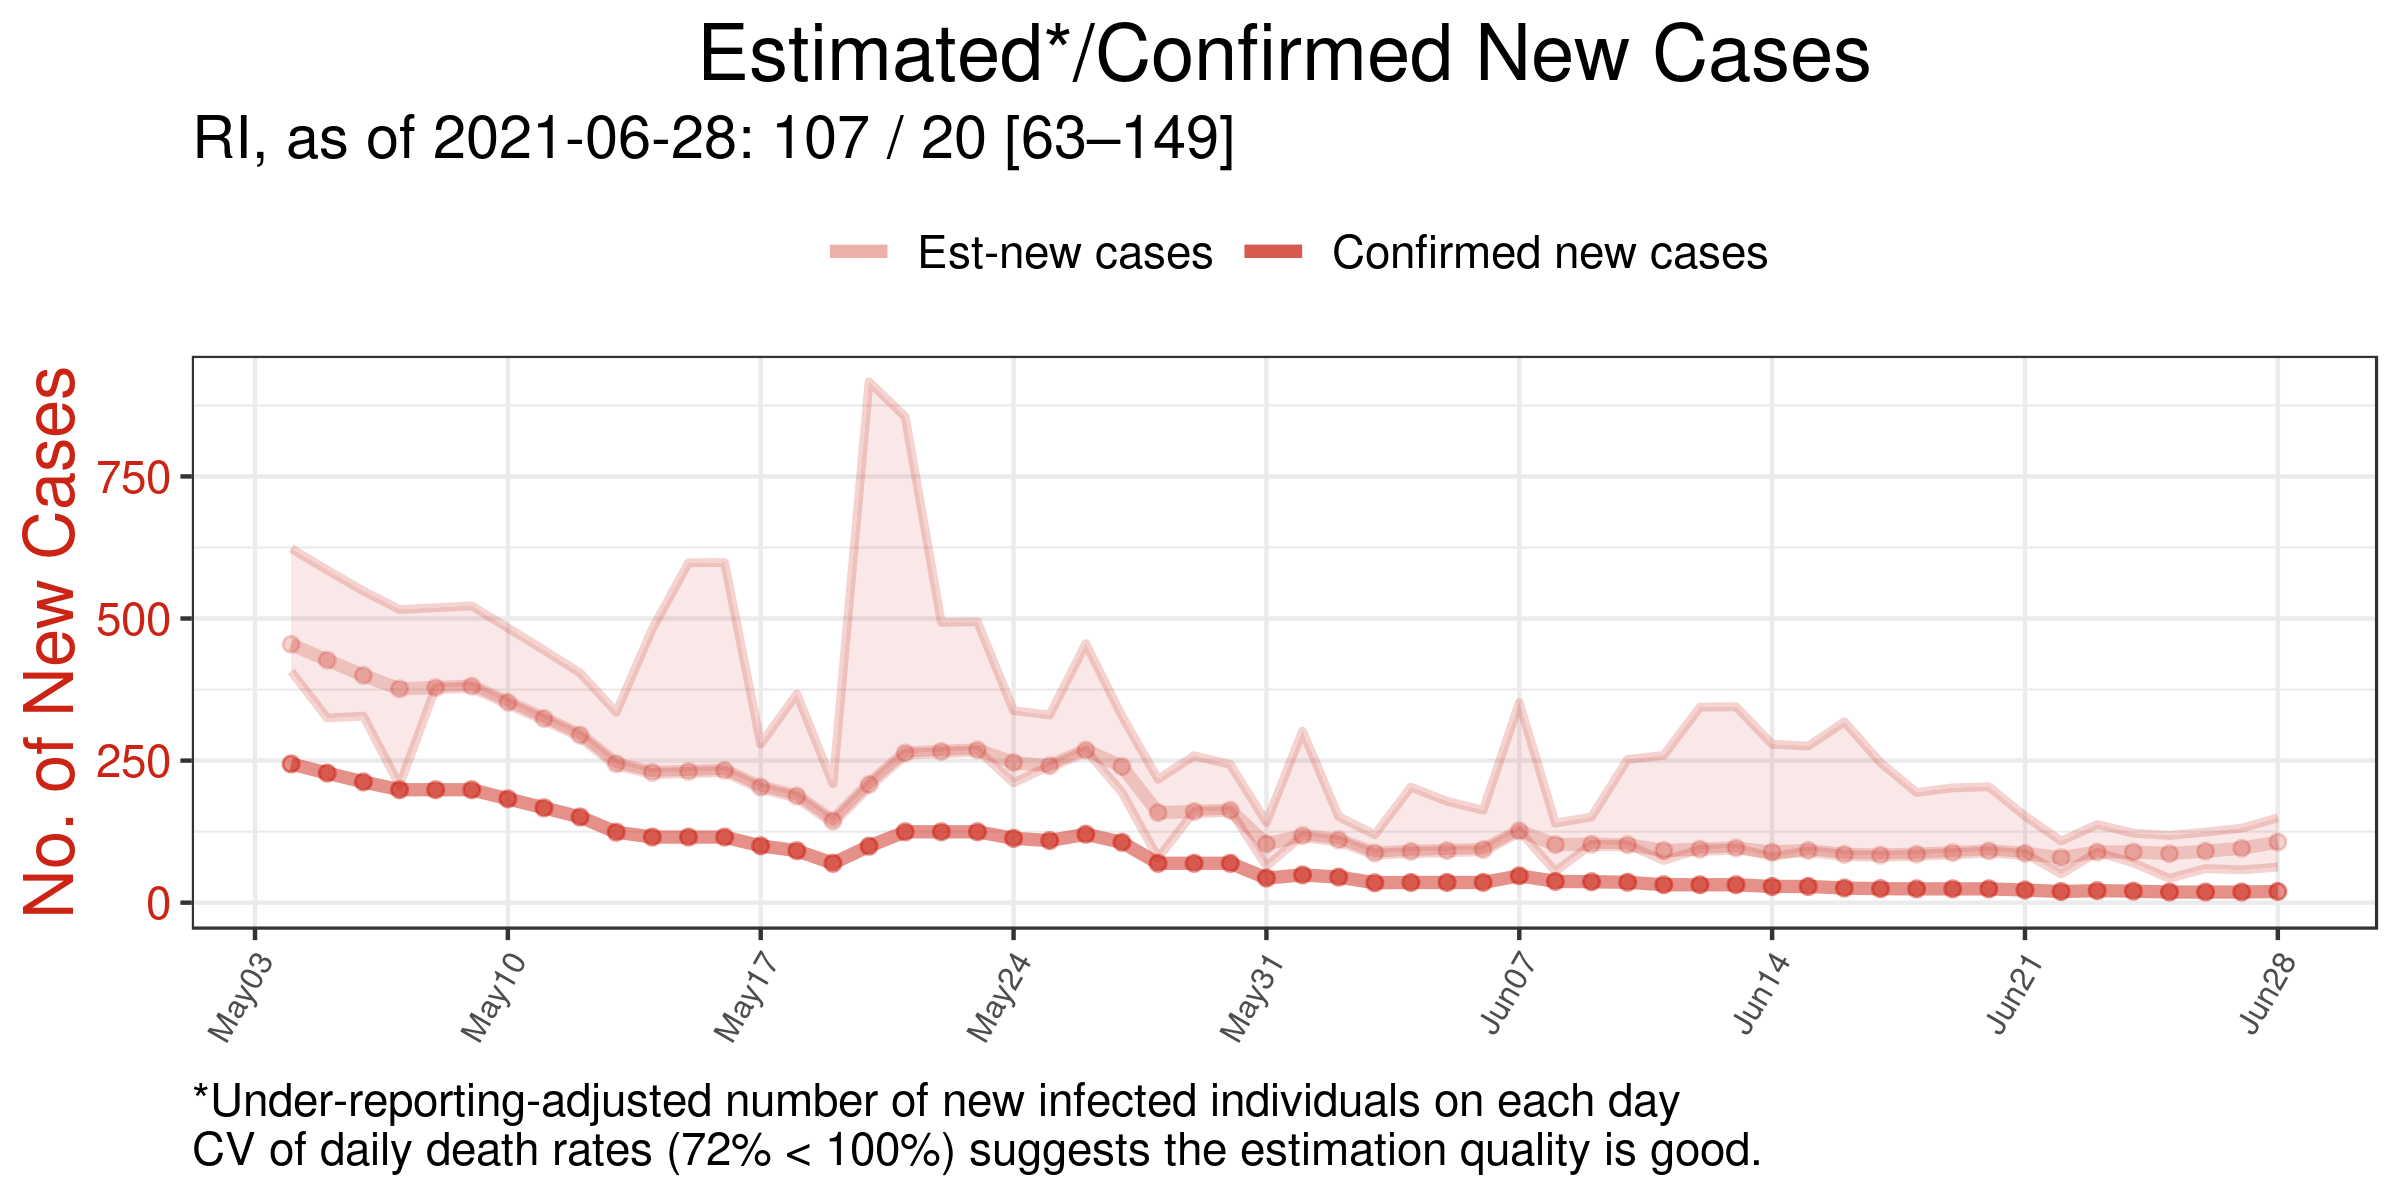 Estimated*/Confirmed New Cases
RI, as of 2021-06-28: 107 / 20 [63–149]
Est-new cases
Confirmed new cases
No. of New Cases
750
500
250
0
May03
May10
May17
May24
May31
Jun07
Jun14
Jun21
Jun28
*Under-reporting-adjusted number of new infected individuals on each day
CV of daily death rates (72% < 100%) suggests the estimation quality is good.